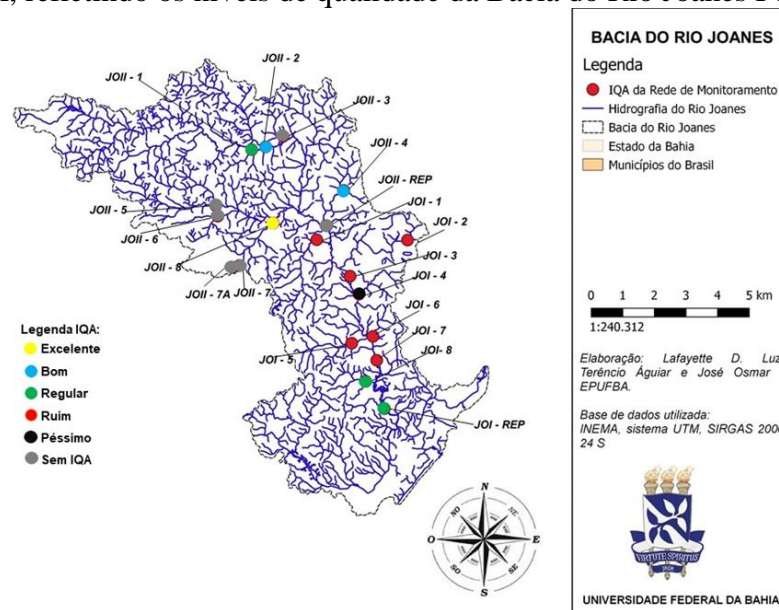 refletindo os níveis de qualidade da Bacia do Rio Joanes
BACIA DO RIO JOANES
Legenda
IQA da Rede de Monitoramento
Hidrografia do Rio Joanes
Bacia do Rio Joanes
Estado da Bahia
Municípios do Brasil
JOII - 1
JOII - 2
JOII - 3
JOII - 4
JOII - REP
JOI - 1
JOI - 2
JOII - 5
JOII - 6
JOI - 3
JOII - 8
JOI - 4
JOII - 7A
JOII - 7
JOI - 6
JOI - 7
JOI - 5
JOI- 8
JOI - REP
Legenda IQA:
Excelente
Bom
Regular
Ruim
Péssimo
Sem IQA
0 1 2 3 4 5 km
1:240.312
Elaboração: Lafayette D. Luz,
Terêncio Águiar e José Osmar
EPUFBA.
Base de dados utilizada:
INEMA, sistema UTM, SIRGAS 2000
24 S
N
NE
E
SE
S
SO
O
NO
VIRTUTE SPIRITUS
UNIVERSIDADE FEDERAL DA BAHIA